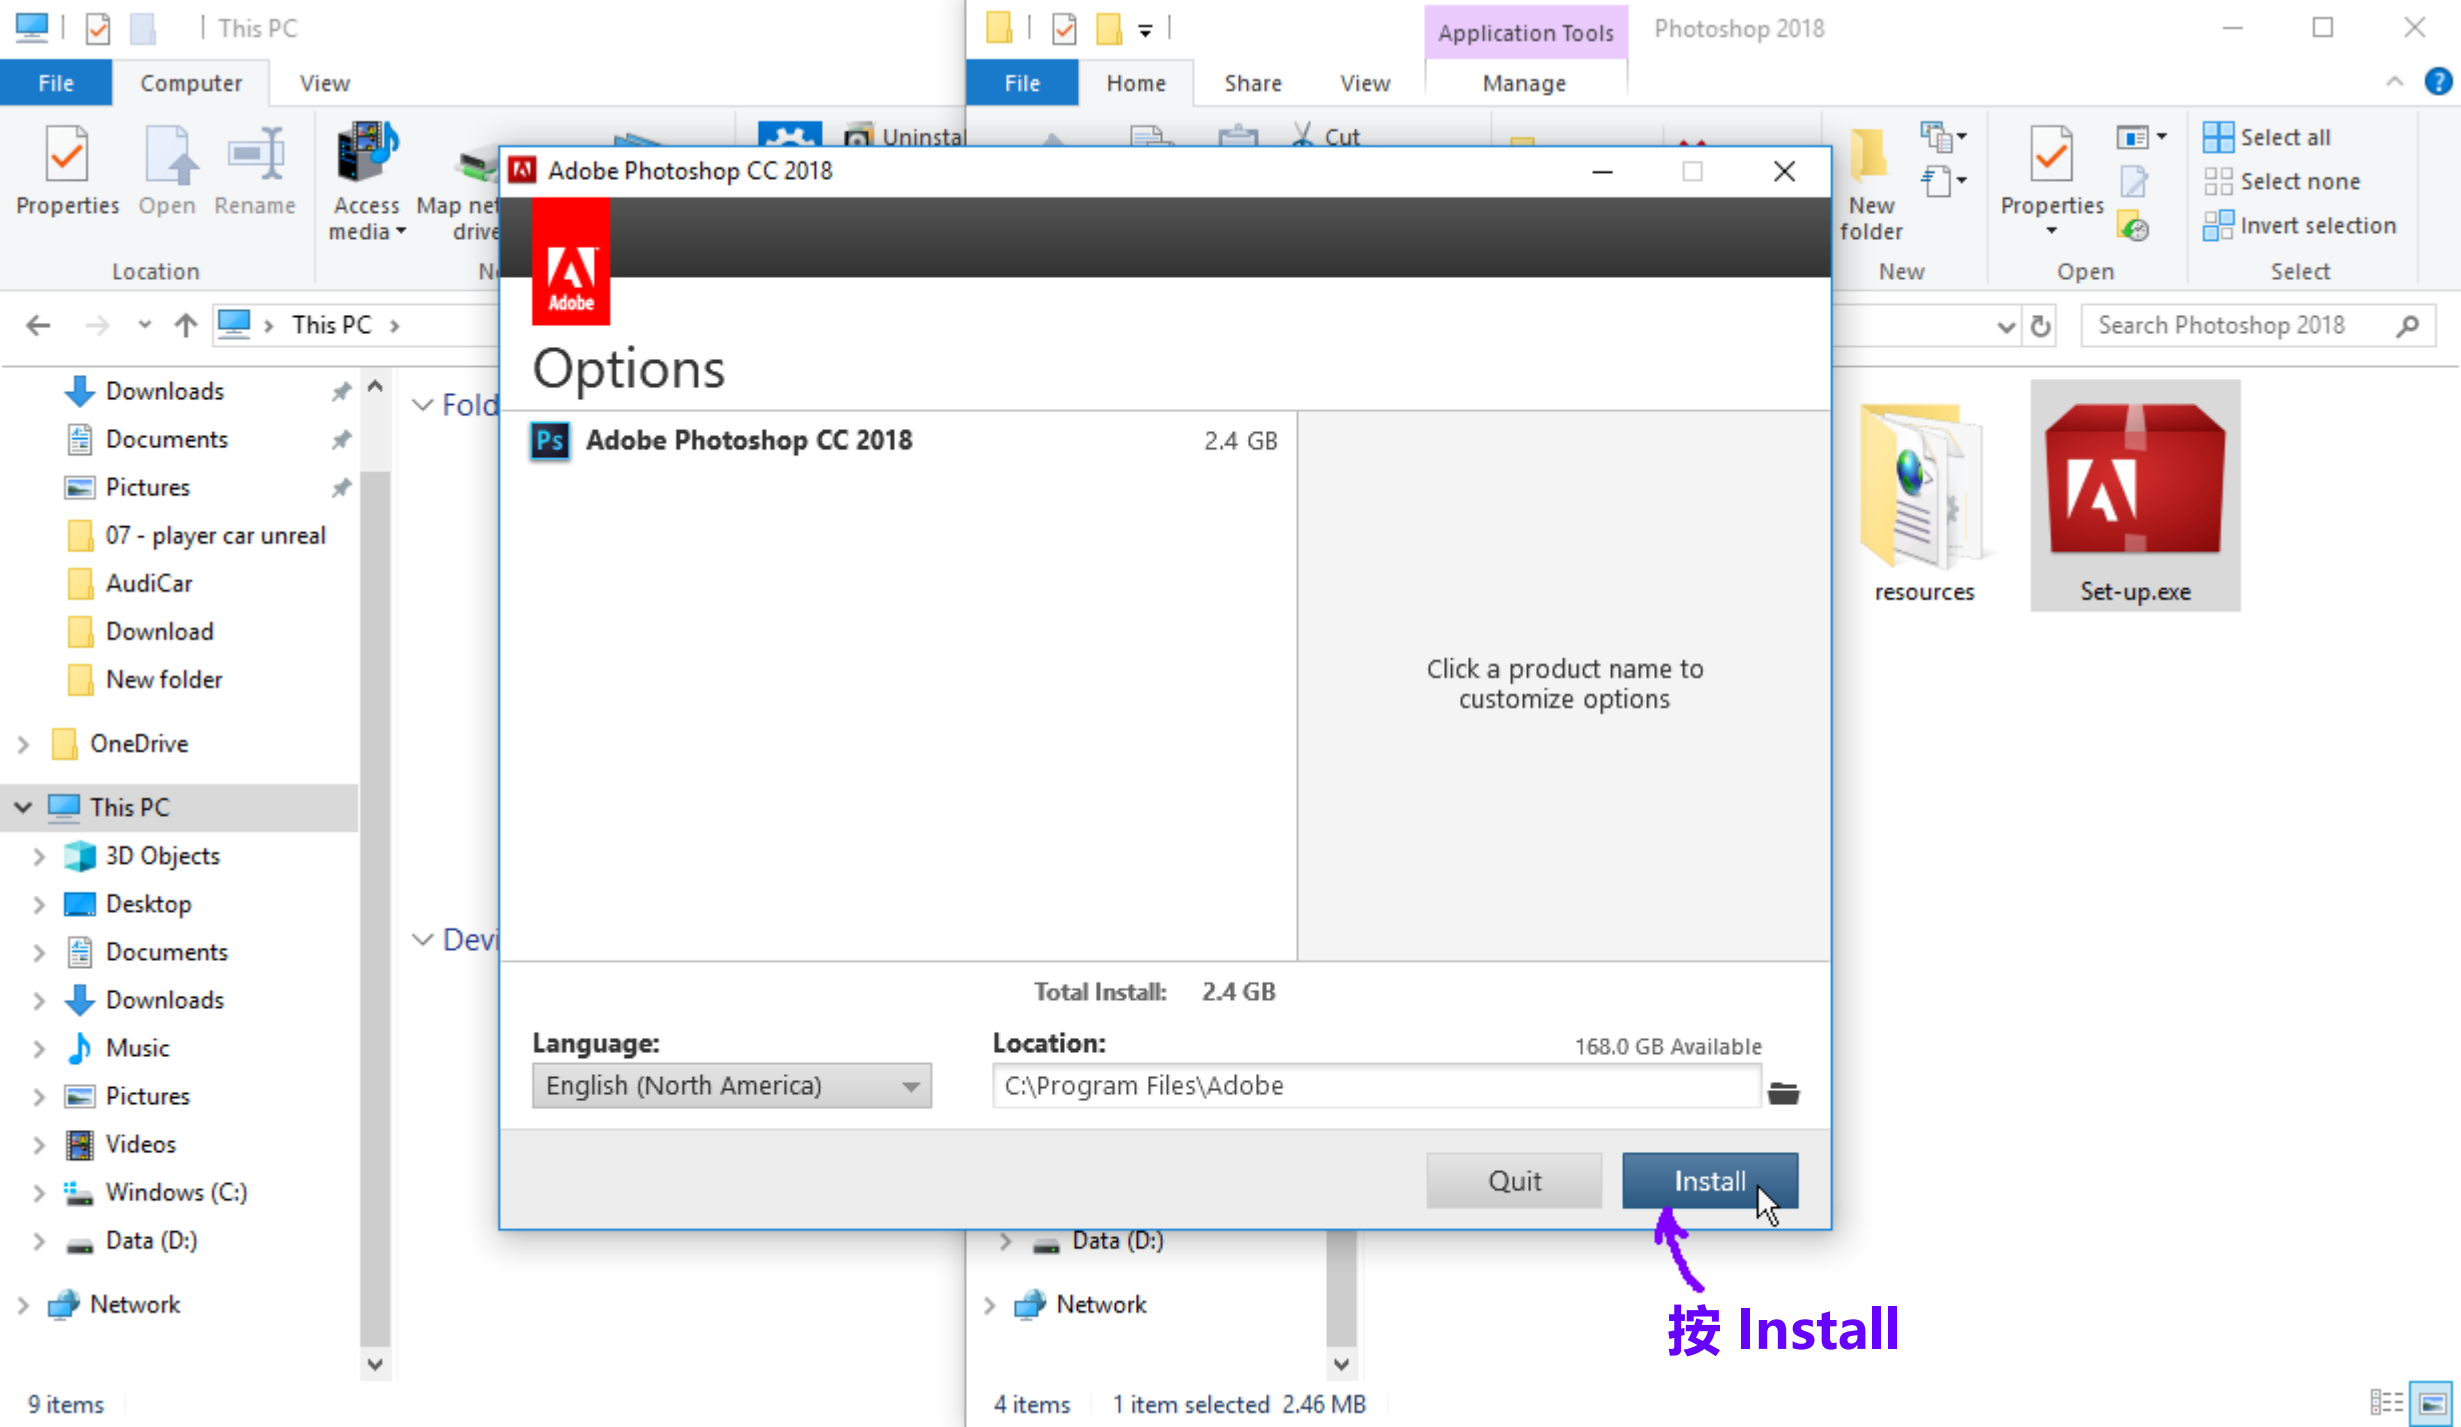 This PC
File
Computer
View
Properties
Open
Rename
Access media
Location
This PC
Downloads
Documents
Pictures
07 - player car unreal
AudiCar
Download
New folder
OneDrive
This PC
3D Objects
Desktop
Documents
Downloads
Music
Pictures
Videos
Windows (C:)
Data (D:)
Network
9 items
Application Tools
Photoshop 2018
File
Home
Share
View
Manage
Cut
New folder
New
Properties
Open
Select all
Select none
Invert selection
Select
Search Photoshop 2018
resources
Set-up.exe
Adobe Photoshop CC 2018
Adobe
Options
Ps Adobe Photoshop CC 2018 2.4 GB
Click a product name to
customize options
Total Install: 2.4 GB
Language:
English (North America)
Location:
168.0 GB Available
C:\Program Files\Adobe
Quit
Install
按 Install
Data (D:)
Network
4 items
1 item selected 2.46 MB